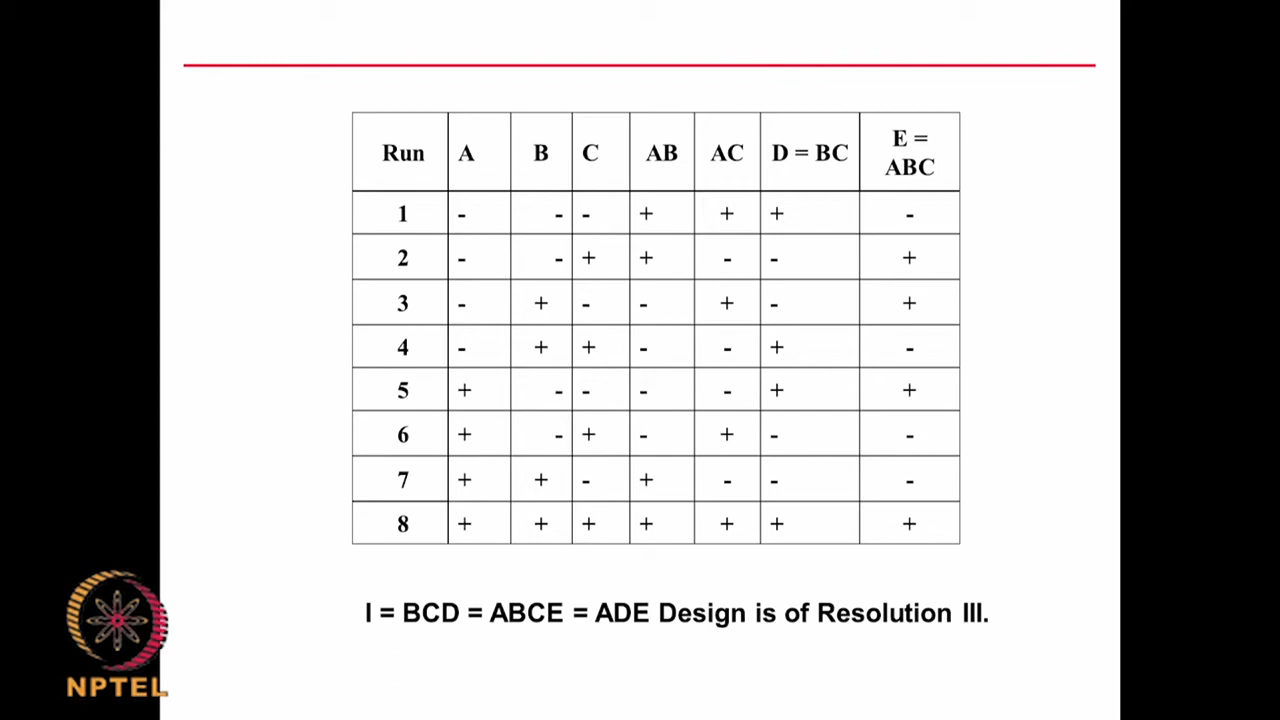 Run A B C AB AC D = BC E = ABC
1 - - - + + + -
2 - - + + - - +
3 - + - - + - +
4 - + + - - + -
5 + - - - - + +
6 + - + - + - -
7 + + - + - - -
8 + + + + + + +
I = BCD = ABCE = ADE Design is of Resolution III.
NPTEL